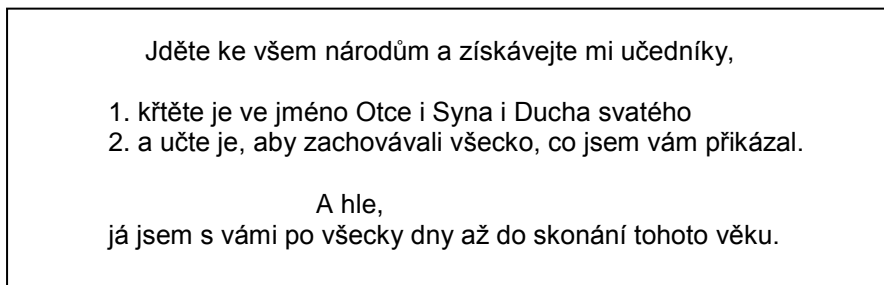 Jděte ke všem národům a získávejte mi učedníky,
1. křtěte je ve jméno Otce i Syna i Ducha svatého
2. a učte je, aby zachovávali všecko, co jsem vám přikázal.
A hle,
já jsem s vámi po všecky dny až do skonání tohoto věku.